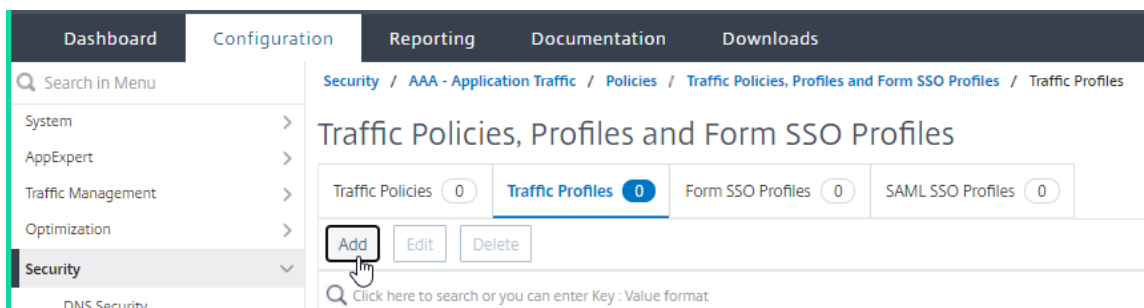 Dashboard Configuration Reporting Documentation Downloads
Search in Menu
Security / AAA - Application Traffic / Policies / Traffic Policies, Profiles and Form SSO Profiles / Traffic Profiles
System
AppExpert
Traffic Management
Optimization
Security
DNS Security
Traffic Policies, Profiles and Form SSO Profiles
Traffic Policies 0 Traffic Profiles 0 Form SSO Profiles 0 SAML SSO Profiles 0
Add Edit Delete
Click here to search or you can enter Key : Value format